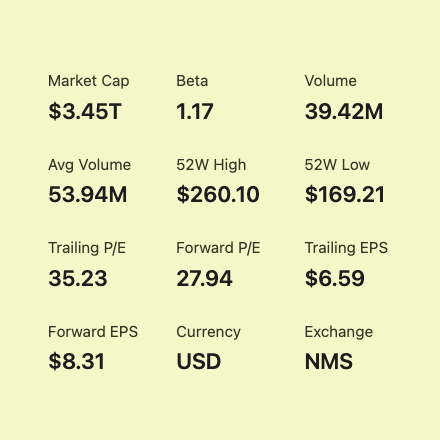 Market Cap Beta Volume
$3.45T 1.17 39.42M
Avg Volume 52W High 52W Low
53.94M $260.10 $169.21
Trailing P/E Forward P/E Trailing EPS
35.23 27.94 $6.59
Forward EPS Currency Exchange
$8.31 USD NMS